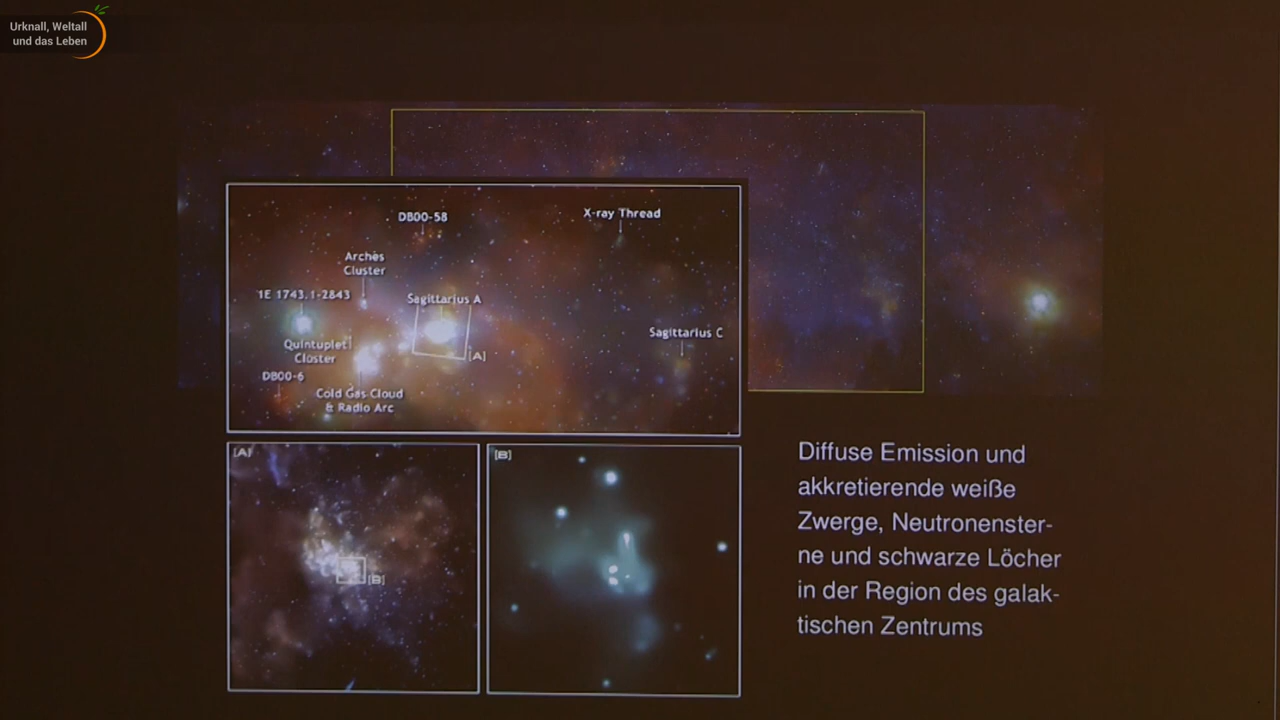 Urknall, Weltall
und das Leben
DB00-58
X-ray Thread
Arches
Cluster
1E 1743.1-2843
Sagittarius A
Sagittarius C
Quintuplet
Cluster
[A]
DB00-6
Cold Gas Cloud
& Radio Arc
[A]
[B]
[B]
Diffuse Emission und
akkretierende weiße
Zwerge, Neutronenster-
ne und schwarze Löcher
in der Region des galak-
tischen Zentrums